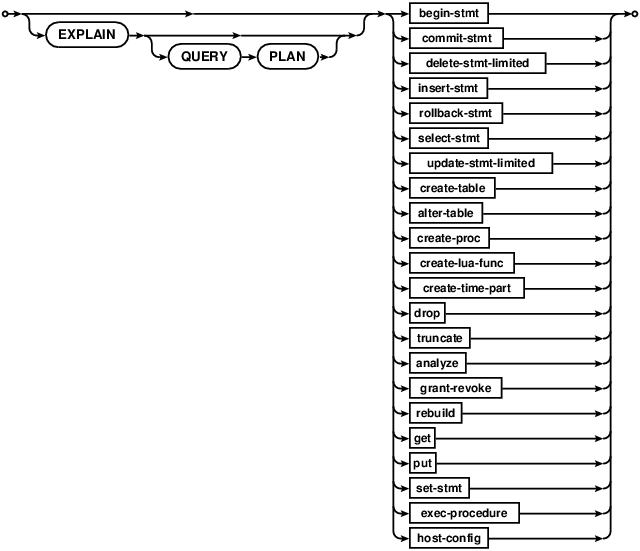 begin-stmt
EXPLAIN
commit-stmt
QUERY PLAN
delete-stmt-limited
insert-stmt
rollback-stmt
select-stmt
update-stmt-limited
create-table
alter-table
create-proc
create-lua-func
create-time-part
drop
truncate
analyze
grant-revoke
rebuild
get
put
set-stmt
exec-procedure
host-config